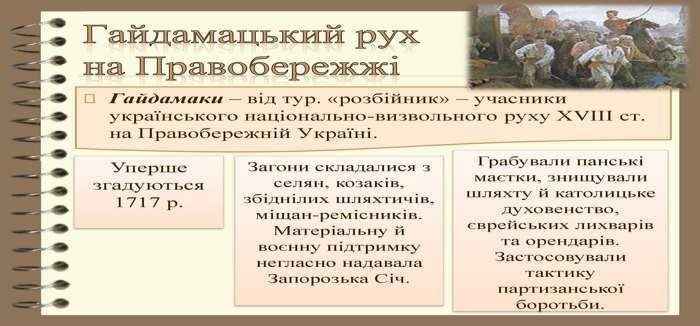 Гайдамацький рух
на Правобережжі
Гайдамаки – від тур. «розбійник» – учасники
українського національно-визвольного руху XVIII ст.
на Правобережній Україні.
Уперше
згадуються
1717 р.
Загони складалися з
селян, козаків,
збіднілих шляхтичів,
міщан-ремісників.
Матеріальну й
воєнну підтримку
негласно надавала
Запорозька Січ.
Грабували панські
маєтки, знищували
шляхту й католицьке
духовенство,
єврейських лихварів
та орендарів.
Застосовували
тактику
партизанської
боротьби.